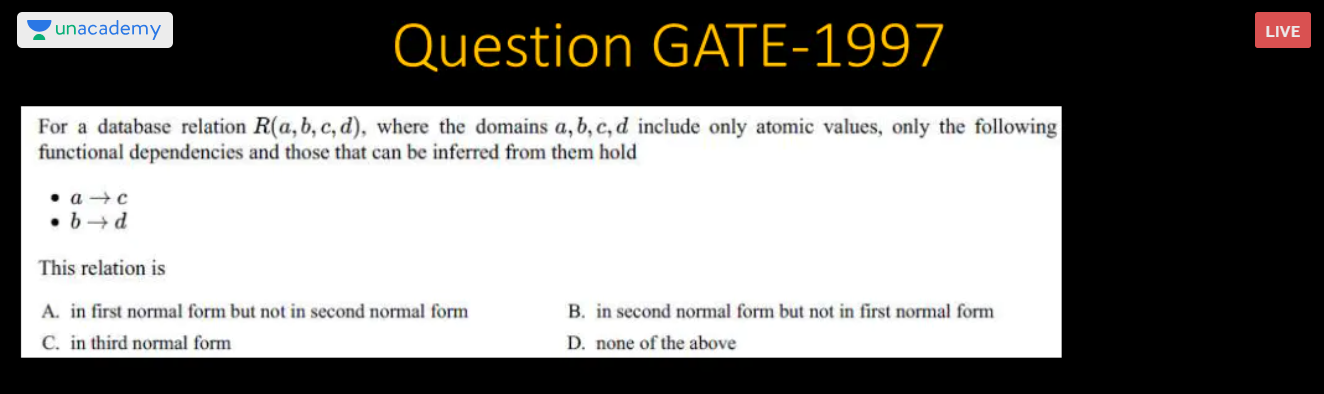 unacademy
Question GATE-1997
LIVE
For a database relation R(a, b, c, d), where the domains a, b, c, d include only atomic values, only the following
functional dependencies and those that can be inferred from them hold
• a → c
• b → d
This relation is
A. in first normal form but not in second normal form
B. in second normal form but not in first normal form
C. in third normal form
D. none of the above